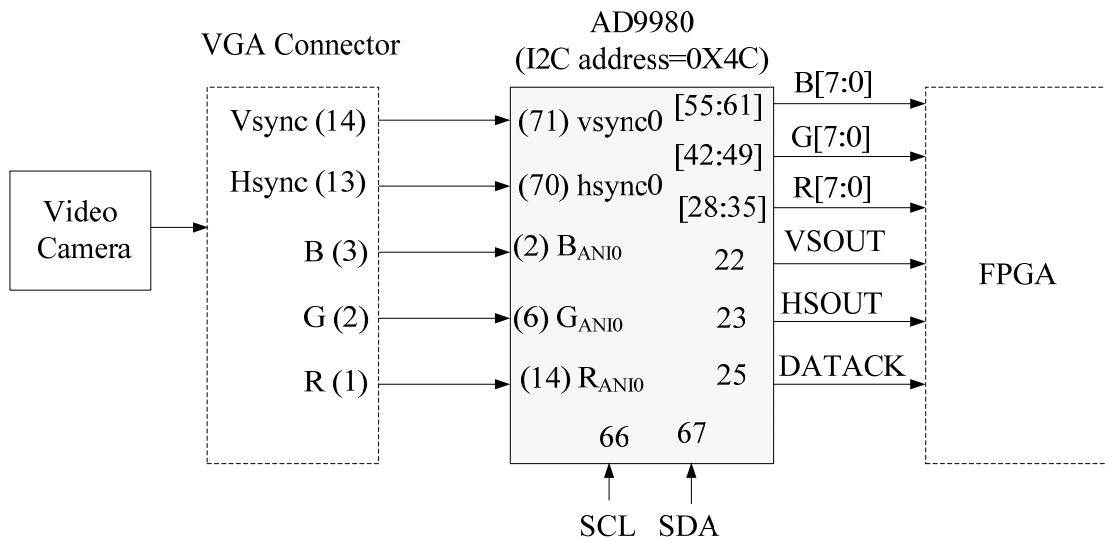 AD9980
(I2C address=0X4C)
VGA Connector
Video
Camera
Vsync (14)
Hsync (13)
B (3)
G (2)
R (1)
(71) vsync0
(70) hsync0
(2) BANI0
(6) GANI0
(14) RANI0
[55:61]
[42:49]
[28:35]
22
23
25
66
67
B[7:0]
G[7:0]
R[7:0]
VSOUT
HSOUT
DATACK
FPGA
SCL
SDA